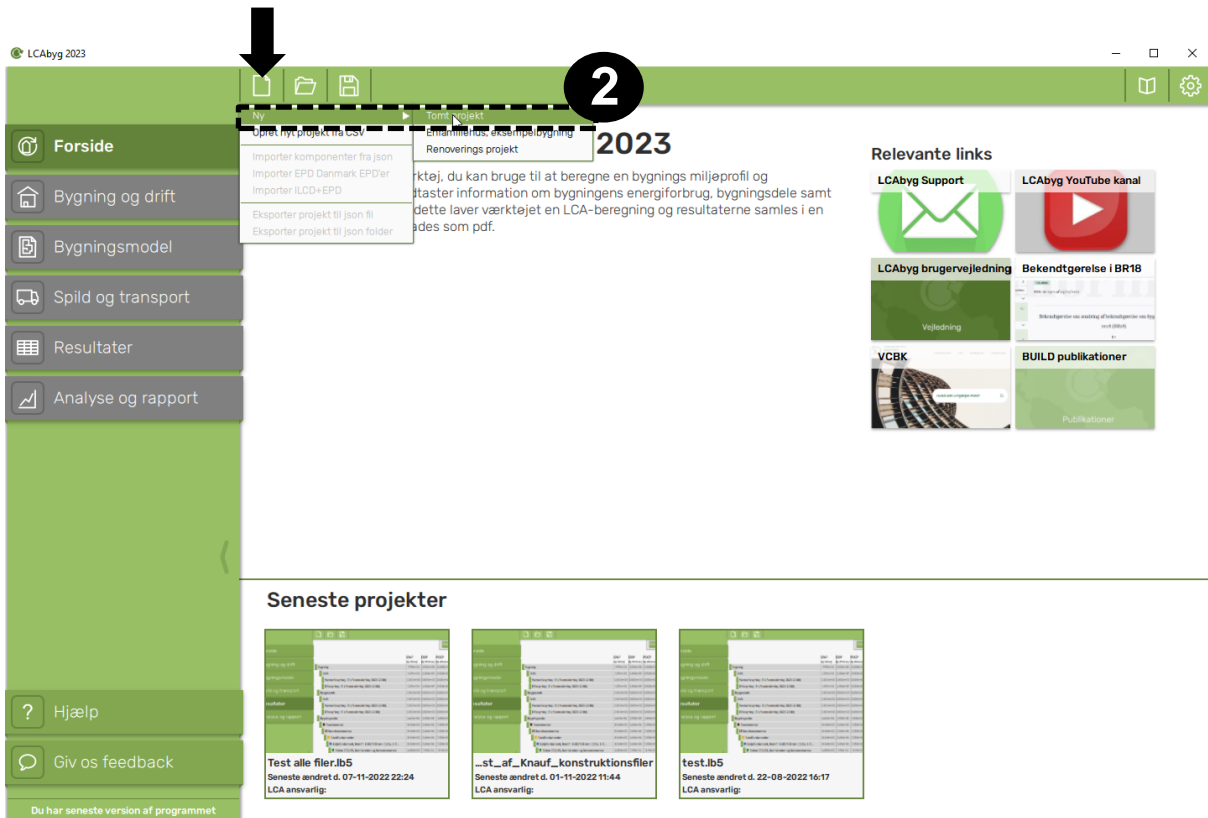 LCAbyg 2023
2
Ny
Tomt projekt
Opret nyt projekt fra CSV
Enfamiliehus, eksempelbygning
Renoverings projekt
2023
Importer komponenter fra json
Importer EPD Danmark EPD'er
Importer ILCD+EPD
Eksporter projekt til json fil
Eksporter projekt til json folder
Forside
Bygning og drift
Bygningsmodel
Spild og transport
Resultater
Analyse og rapport
du kan bruge til at beregne en bygnings miljøprofil og
information om bygningens energiforbrug, bygningsdele samt
dette laver værktøjet en LCA-beregning og resultaterne samles i en
som pdf.
Relevante links
LCAbyg Support
LCAbyg YouTube kanal
LCAbyg brugervejledning
Vejledning
Bekendtgørelse i BR18
VCBK
BUILD publikationer
Publikationer
Seneste projekter
Test alle filer.lb5
Seneste ændret d. 07-11-2022 22:24
LCA ansvarlig:
...st_af_Knauf_konstruktionsfiler
Seneste ændret d. 01-11-2022 11:44
LCA ansvarlig:
test.lb5
Seneste ændret d. 22-08-2022 16:17
LCA ansvarlig:
Hjælp
Giv os feedback
Du har seneste version af programmet